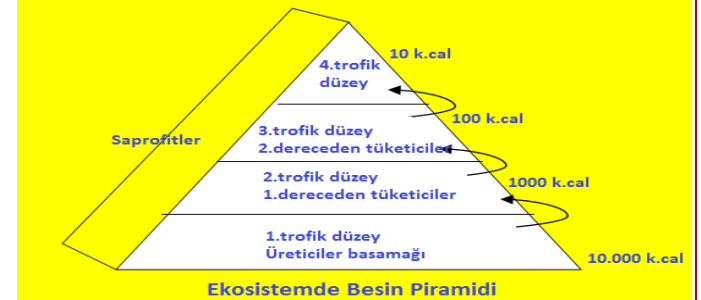 10 k.cal
4.trofik
düzey
100 k.cal
Saprofitler
3.trofik düzey
2.dereceden tüketiciler
1000 k.cal
2.trofik düzey
1.dereceden tüketiciler
1.trofik düzey
Üreticiler basamağı
10.000 k.cal
Ekosistemde Besin Piramidi